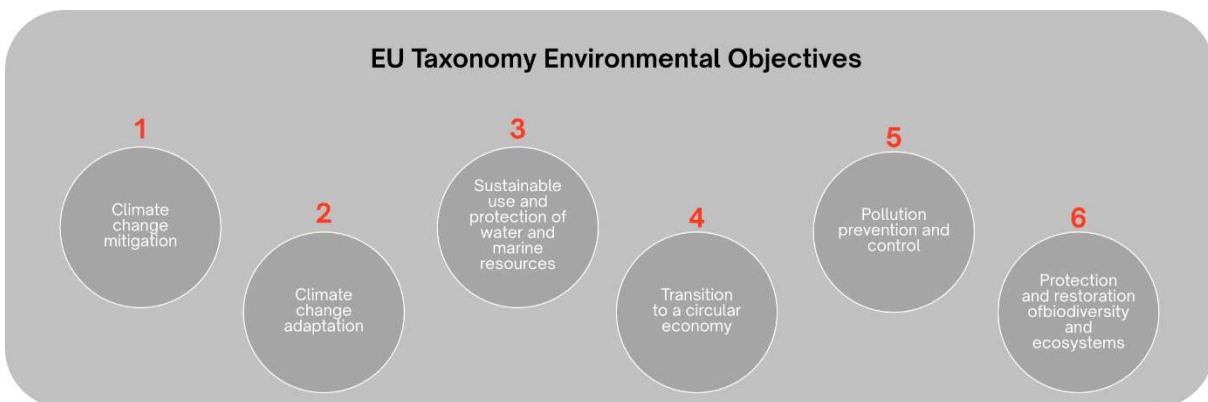 EU Taxonomy Environmental Objectives
1
Climate
change
mitigation
2
Climate
change
adaptation
3
Sustainable
use and
protection of
water and
marine
resources
4
Transition
to a circular
economy
5
Pollution
prevention and
control
6
Protection
and restoration
ofbiodiversity
and
ecosystems